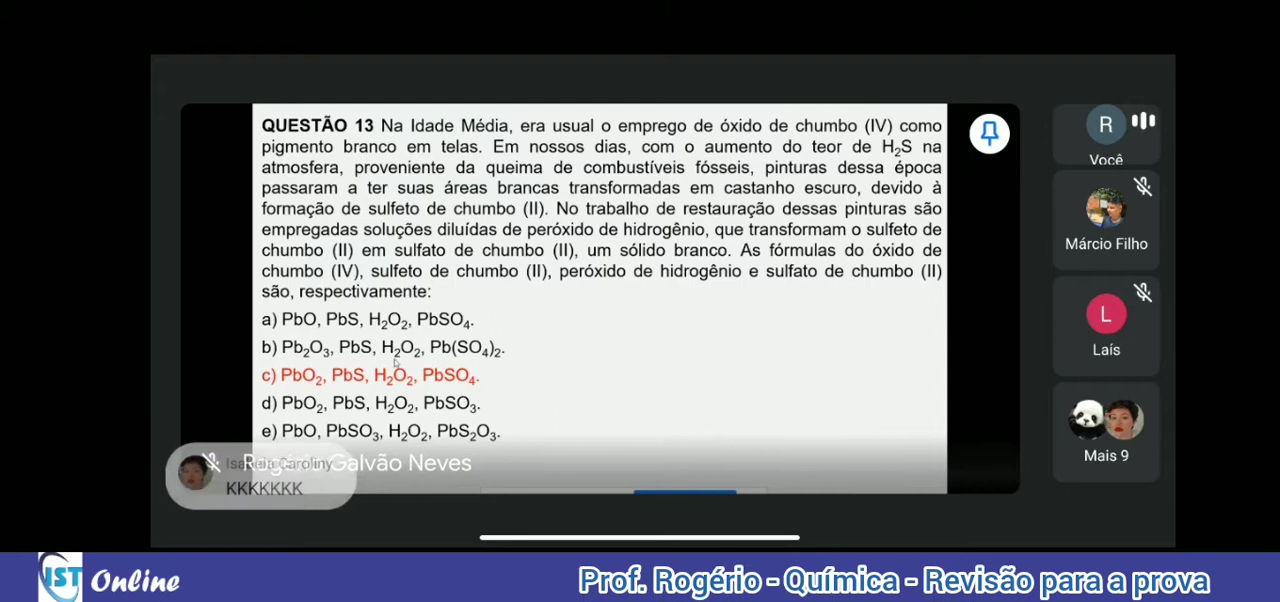 QUESTÃO 13 Na Idade Média, era usual o emprego de óxido de chumbo (IV) como
pigmento branco em telas. Em nossos dias, com o aumento do teor de H₂S na
atmosfera, proveniente da queima de combustíveis fósseis, pinturas dessa época
passaram a ter suas áreas brancas transformadas em castanho escuro, devido à
formação de sulfeto de chumbo (II). No trabalho de restauração dessas pinturas são
empregadas soluções diluídas de peróxido de hidrogênio, que transformam o sulfeto de
chumbo (II) em sulfato de chumbo (II), um sólido branco. As fórmulas do óxido de
chumbo (IV), sulfeto de chumbo (II), peróxido de hidrogênio e sulfato de chumbo (II)
são, respectivamente:
a) PbO, PbS, H₂O₂, PbSO₄.
b) Pb₂O₃, PbS, H₂O₂, Pb(SO₄)₂.
c) PbO₂, PbS, H₂O₂, PbSO₄.
d) PbO₂, PbS, H₂O₂, PbSO₃.
e) PbO, PbSO₃, H₂O₂, PbS₂O₃.
Rogério Galvão Neves
Isabela Caroliny
KKKKKKK
R
Você
Márcio Filho
L
Laís
Mais 9
IST Online
Prof. Rogério - Química - Revisão para a prova